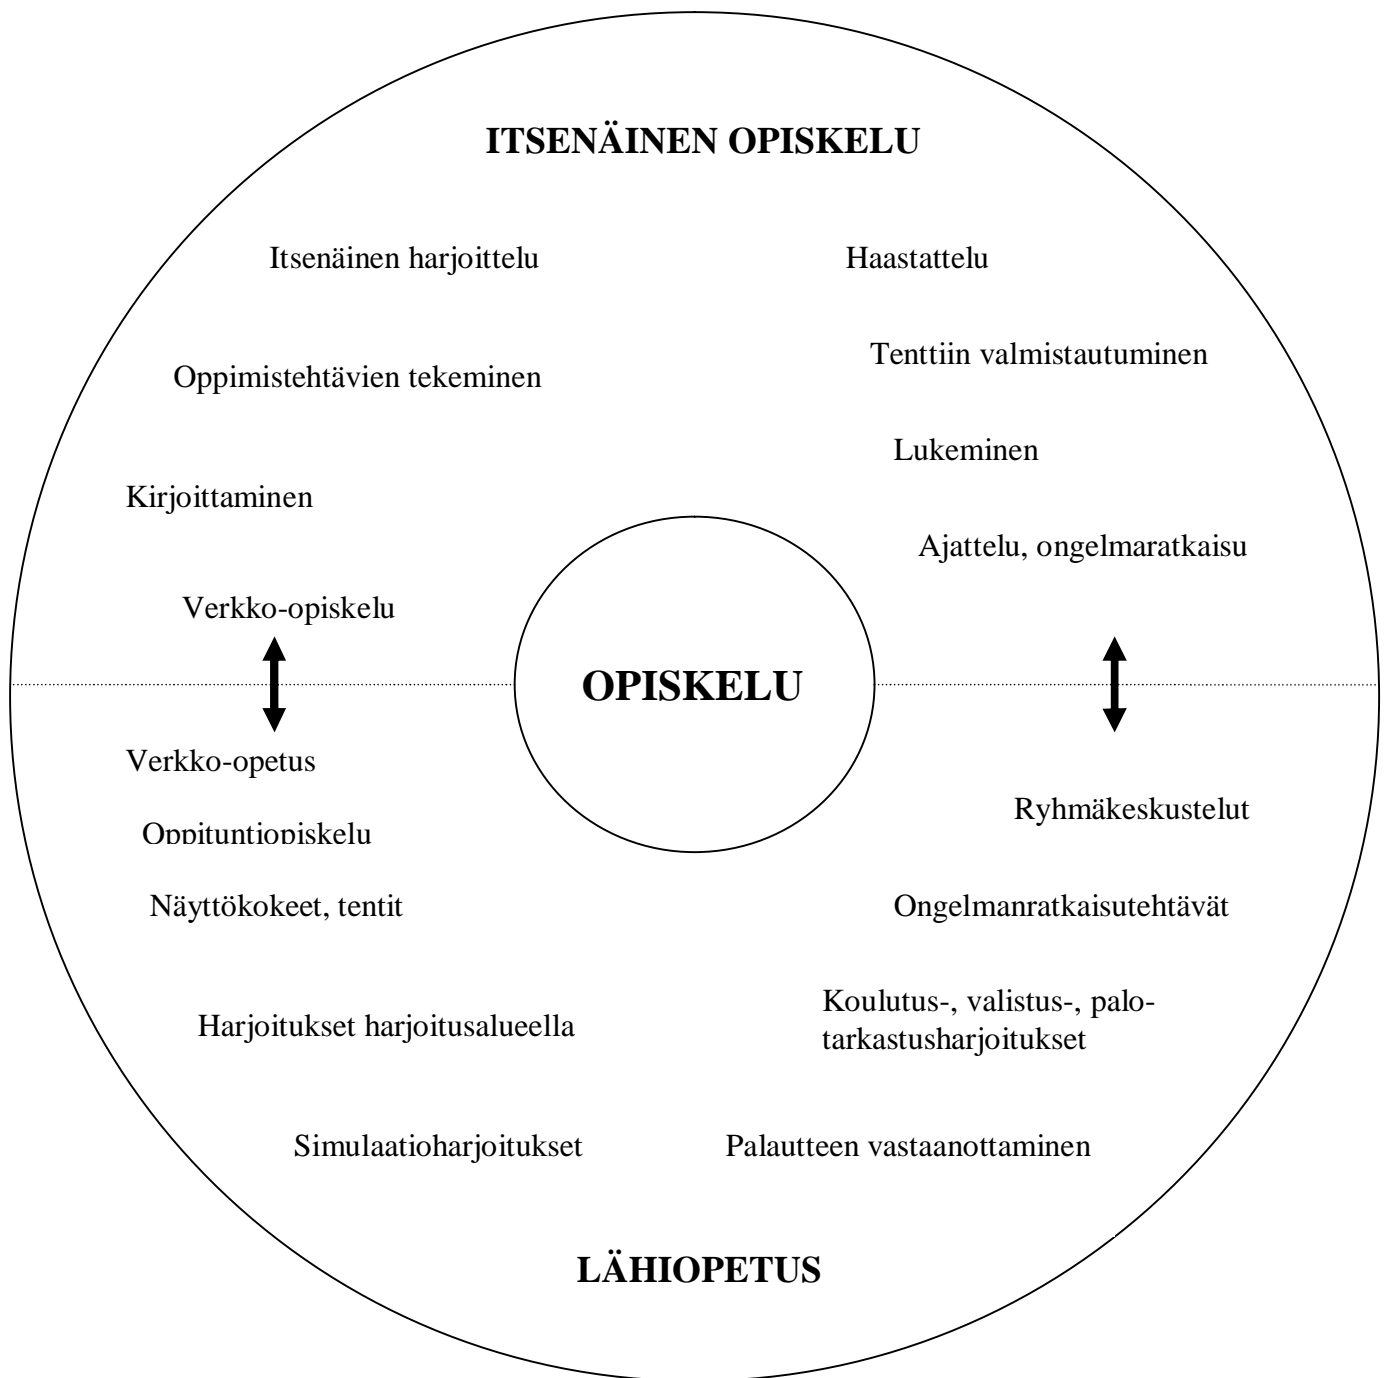 ITSENÄINEN OPISKELU
Itsenäinen harjoittelu
Haastattelu
Tenttiin valmistautuminen
Oppimistehtävien tekeminen
Lukeminen
Kirjoittaminen
Ajattelu, ongelmaratkaisu
Verkko-opiskelu
OPISKELU
Verkko-opetus
Ryhmäkeskustelut
Oppituntiopiskelu
Näyttökokeet, tentit
Ongelmanratkaisutehtävät
Koulutus-, valistus-, palo-
tarkastusharjoitukset
Harjoitukset harjoitusalueella
Simulaatioharjoitukset
Palautteen vastaanottaminen
LÄHIOPETUS